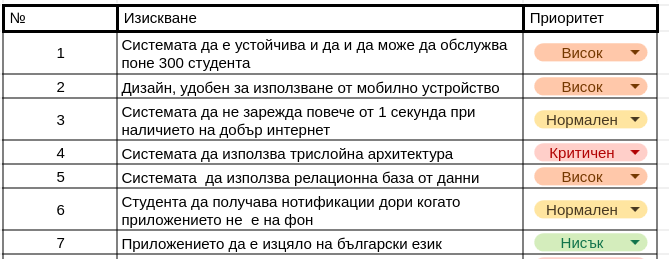 № Изискване Приоритет
1 Системата да е устойчива и да и да може да обслужва Висок
поне 300 студента
2 Дизайн, удобен за използване от мобилно устройство Висок
3 Системата да не зарежда повече от 1 секунда при Нормален
наличието на добър интернет
4 Системата да използва трислойна архитектура Критичен
5 Системата  да използва релационна база от данни Висок
6 Студента да получава нотификации дори когато Нормален
приложението не  е на фон
7 Приложението да е изцяло на български език Нисък